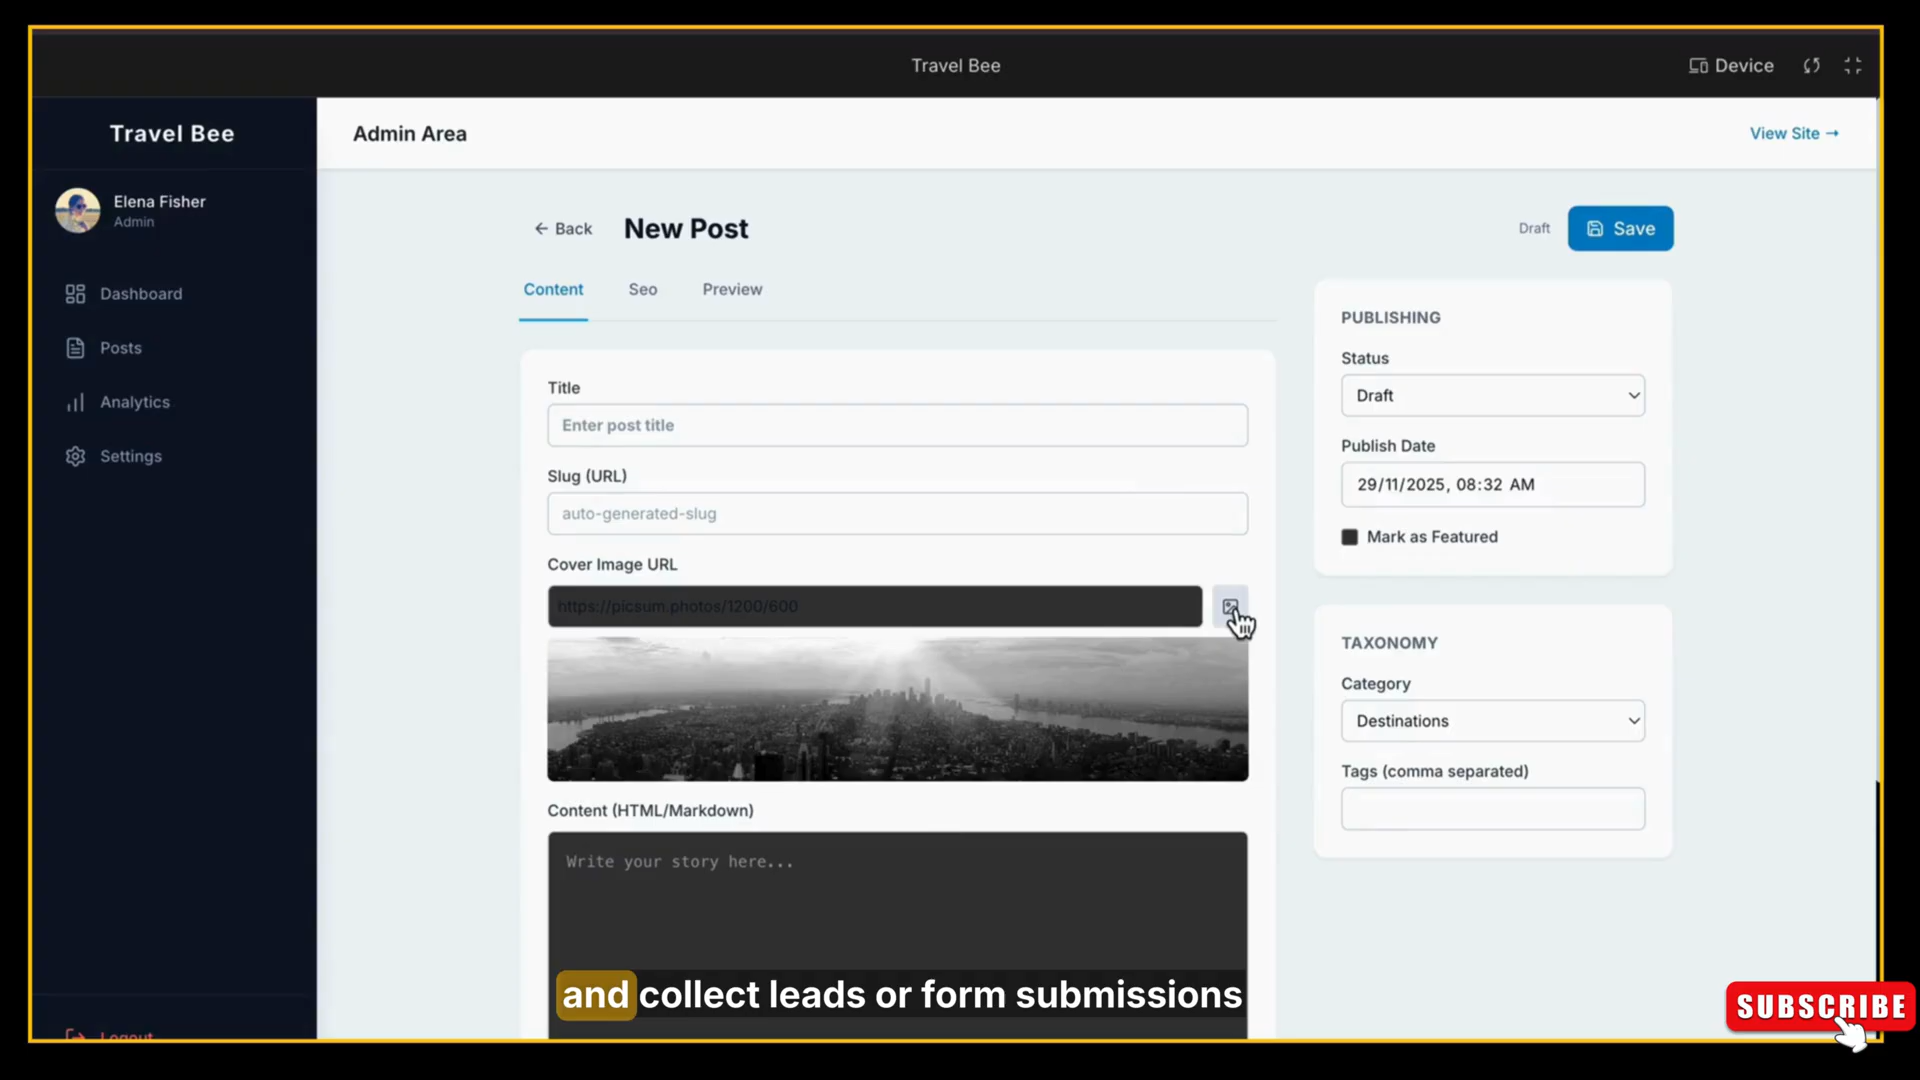 Travel Bee
Device
Travel Bee
Admin Area
View Site →
Elena Fisher
Admin
← Back
New Post
Draft
Save
Dashboard
Posts
Analytics
Settings
Content
Seo
Preview
Title
Enter post title
Slug (URL)
auto-generated-slug
Cover Image URL
https://picsum.photos/1200/600
Content (HTML/Markdown)
Write your story here...
PUBLISHING
Status
Draft
Publish Date
29/11/2025, 08:32 AM
Mark as Featured
TAXONOMY
Category
Destinations
Tags (comma separated)
Logout
and collect leads or form submissions
SUBSCRIBE